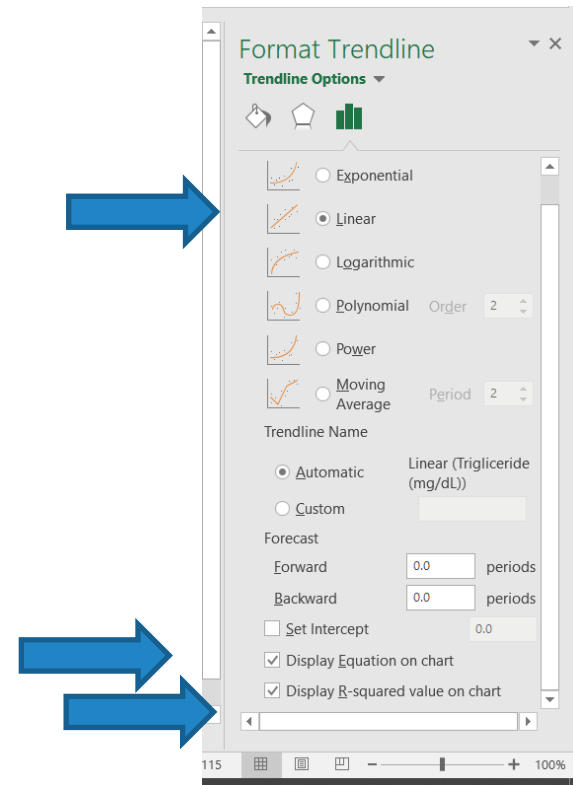 Format Trendline
Trendline Options
Exponential
Linear
Logarithmic
Polynomial Order 2
Power
Moving
Average
Period 2
Trendline Name
Automatic
Linear (Trigliceride
(mg/dL))
Custom
Forecast
Forward 0.0 periods
Backward 0.0 periods
Set Intercept 0.0
Display Equation on chart
Display R-squared value on chart
115
100%